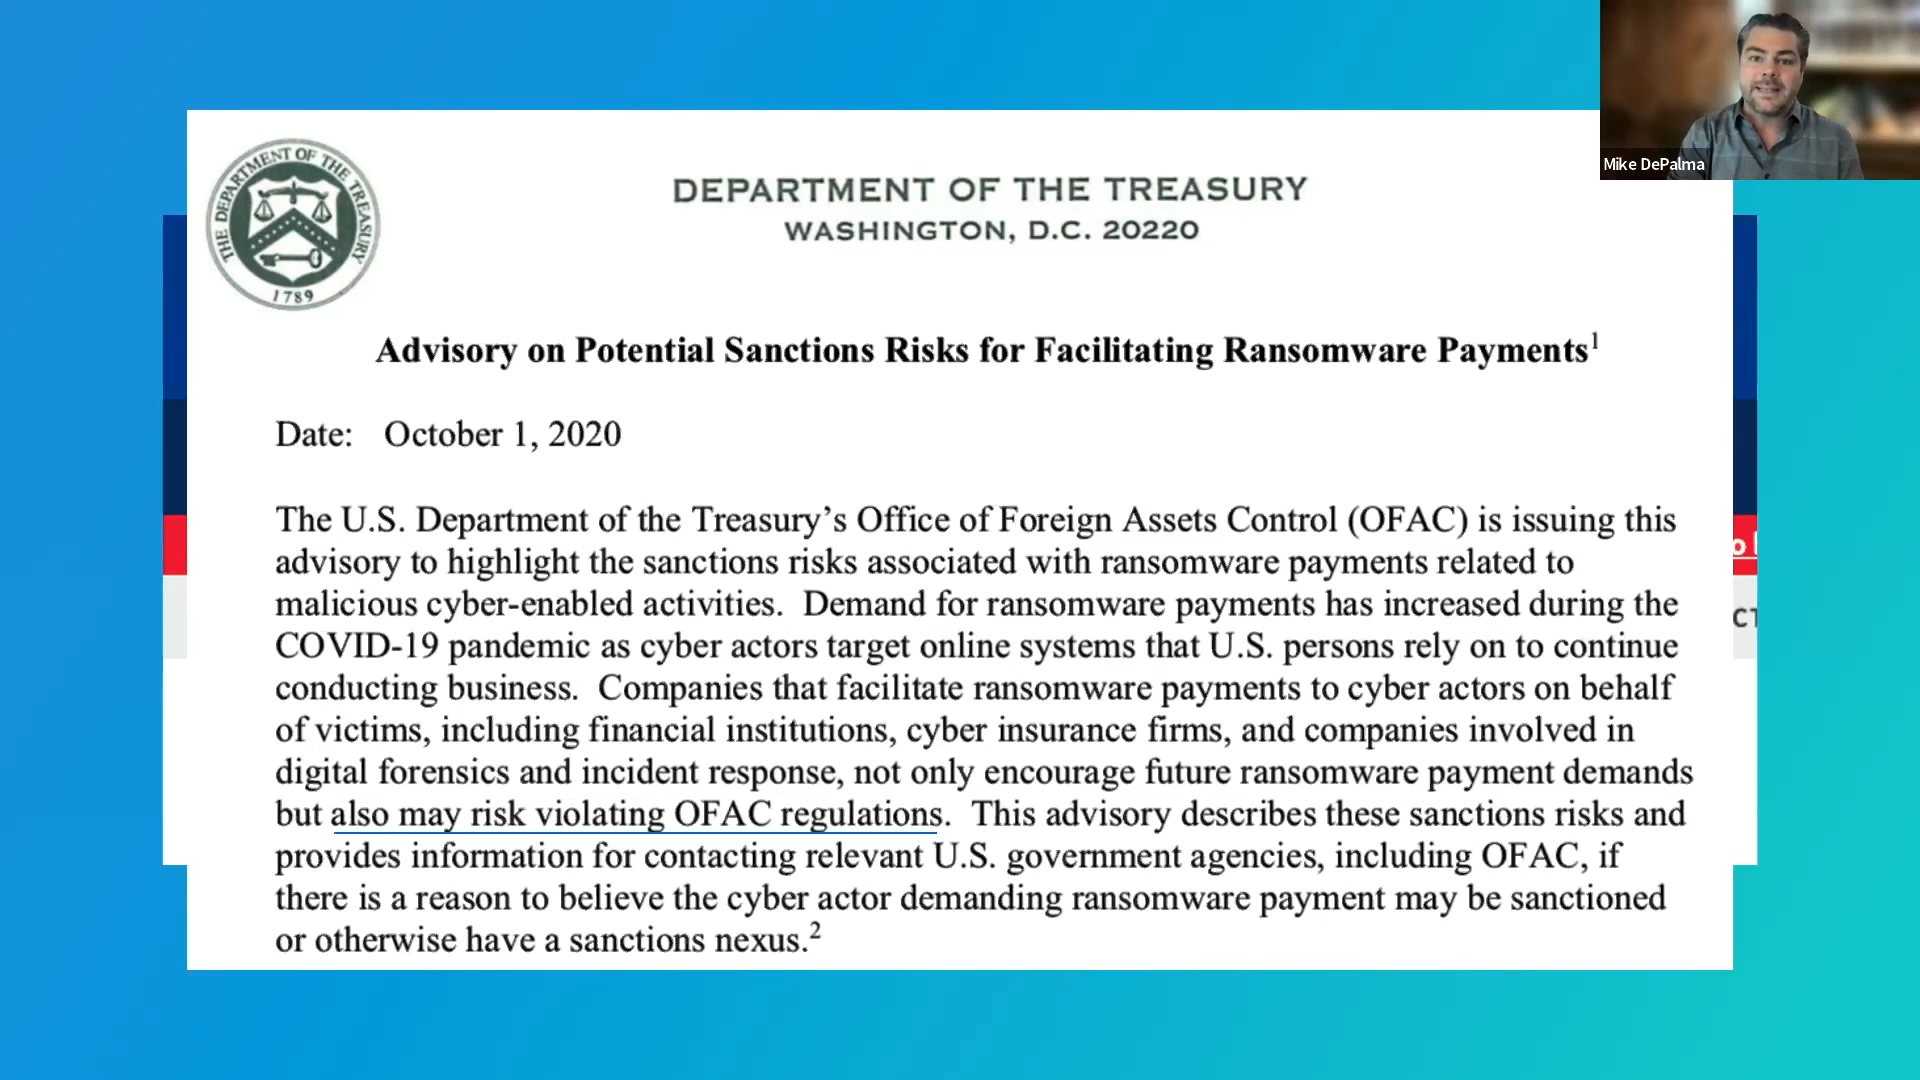 Mike DePalma
THE DEPARTMENT OF THE TREASURY
1789
DEPARTMENT OF THE TREASURY
WASHINGTON, D.C. 20220
Advisory on Potential Sanctions Risks for Facilitating Ransomware Payments1
Date: October 1, 2020
The U.S. Department of the Treasury’s Office of Foreign Assets Control (OFAC) is issuing this
advisory to highlight the sanctions risks associated with ransomware payments related to
malicious cyber-enabled activities. Demand for ransomware payments has increased during the
COVID-19 pandemic as cyber actors target online systems that U.S. persons rely on to continue
conducting business. Companies that facilitate ransomware payments to cyber actors on behalf
of victims, including financial institutions, cyber insurance firms, and companies involved in
digital forensics and incident response, not only encourage future ransomware payment demands
but also may risk violating OFAC regulations. This advisory describes these sanctions risks and
provides information for contacting relevant U.S. government agencies, including OFAC, if
there is a reason to believe the cyber actor demanding ransomware payment may be sanctioned
or otherwise have a sanctions nexus.2